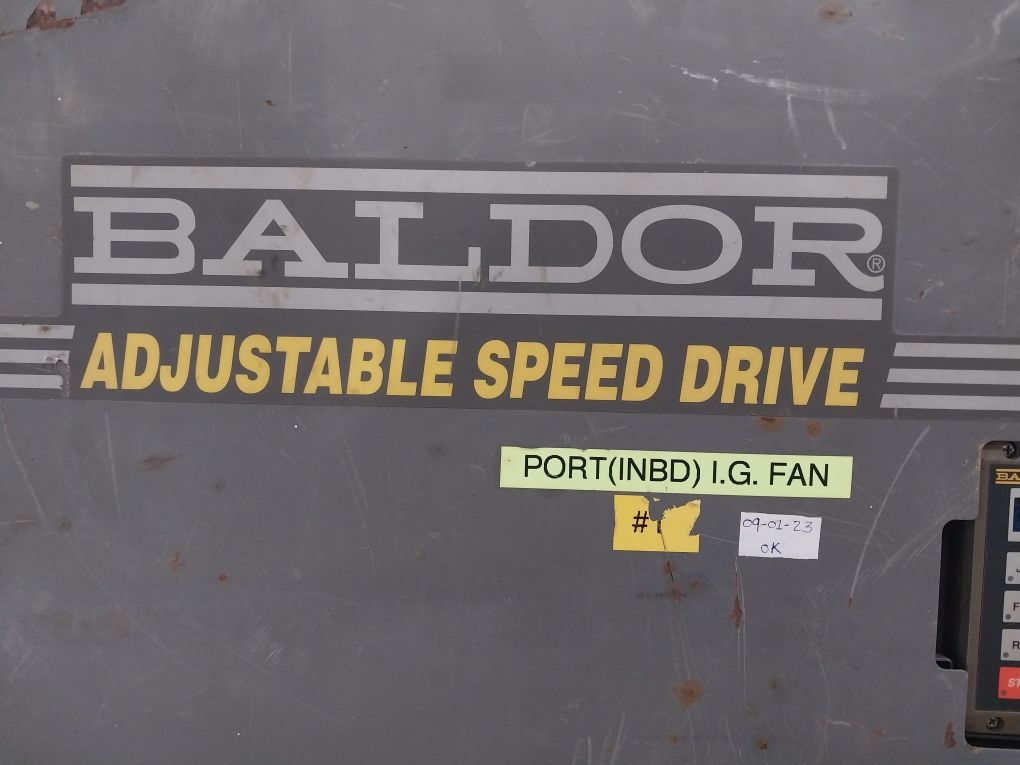 BALDOR®
ADJUSTABLE SPEED DRIVE
PORT(INBD) I.G. FAN
#
09-01-23
OK